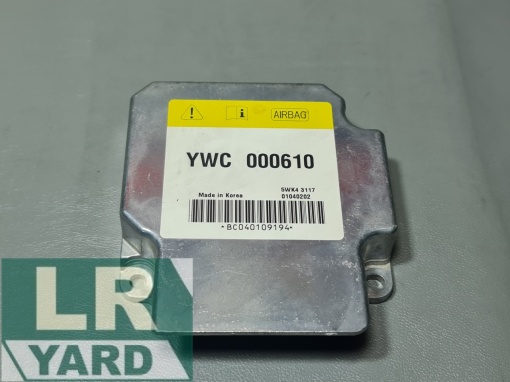 AIRBAG
YWC 000610
Made in Korea
5WK4 3117
01040202
*BC040109194*
LR
YARD